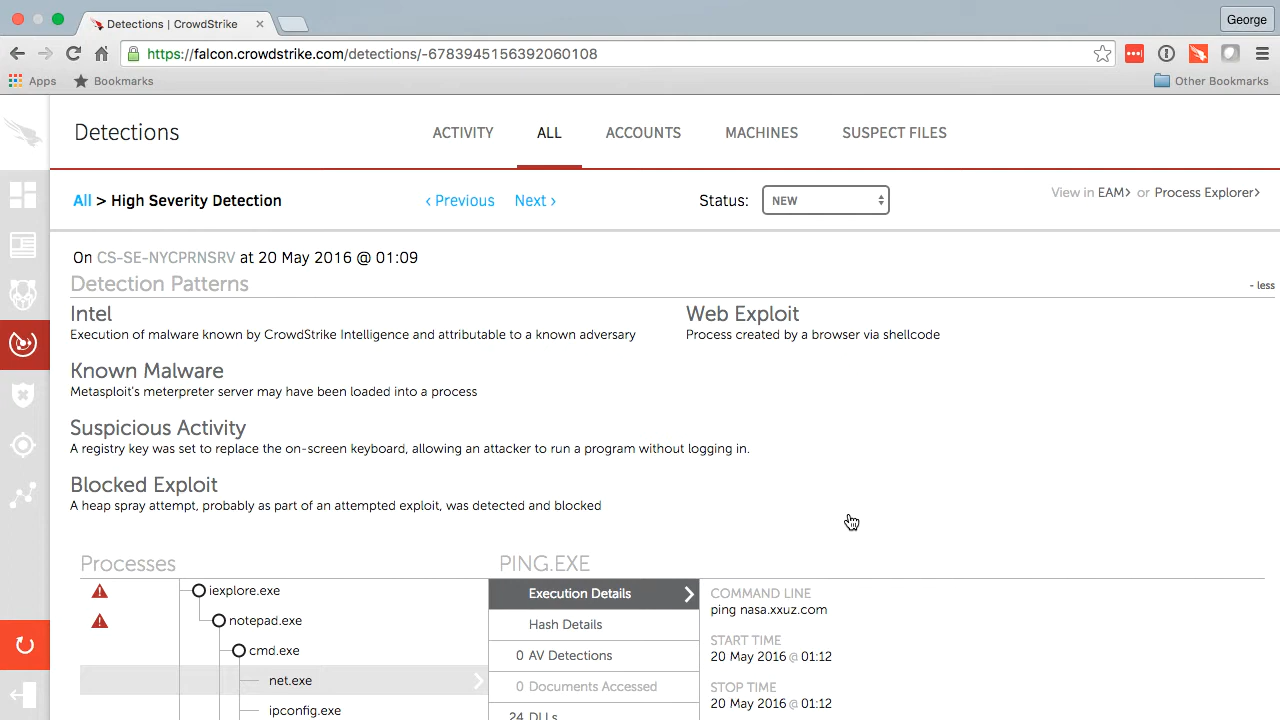 Detections | CrowdStrike
George
https://falcon.crowdstrike.com/detections/-6783945156392060108
Apps
Bookmarks
Other Bookmarks
Detections
ACTIVITY
ALL
ACCOUNTS
MACHINES
SUSPECT FILES
All > High Severity Detection
‹ Previous
Next ›
Status:
NEW
View in EAM> or Process Explorer>
On CS-SE-NYCPRNSRV at 20 May 2016 @ 01:09
Detection Patterns
- less
Intel
Execution of malware known by CrowdStrike Intelligence and attributable to a known adversary
Web Exploit
Process created by a browser via shellcode
Known Malware
Metasploit's meterpreter server may have been loaded into a process
Suspicious Activity
A registry key was set to replace the on-screen keyboard, allowing an attacker to run a program without logging in.
Blocked Exploit
A heap spray attempt, probably as part of an attempted exploit, was detected and blocked
Processes
iexplore.exe
notepad.exe
cmd.exe
net.exe
ipconfig.exe
PING.EXE
Execution Details
Hash Details
0 AV Detections
0 Documents Accessed
24 DLLs
COMMAND LINE
ping nasa.xxuz.com
START TIME
20 May 2016 @ 01:12
STOP TIME
20 May 2016 @ 01:12